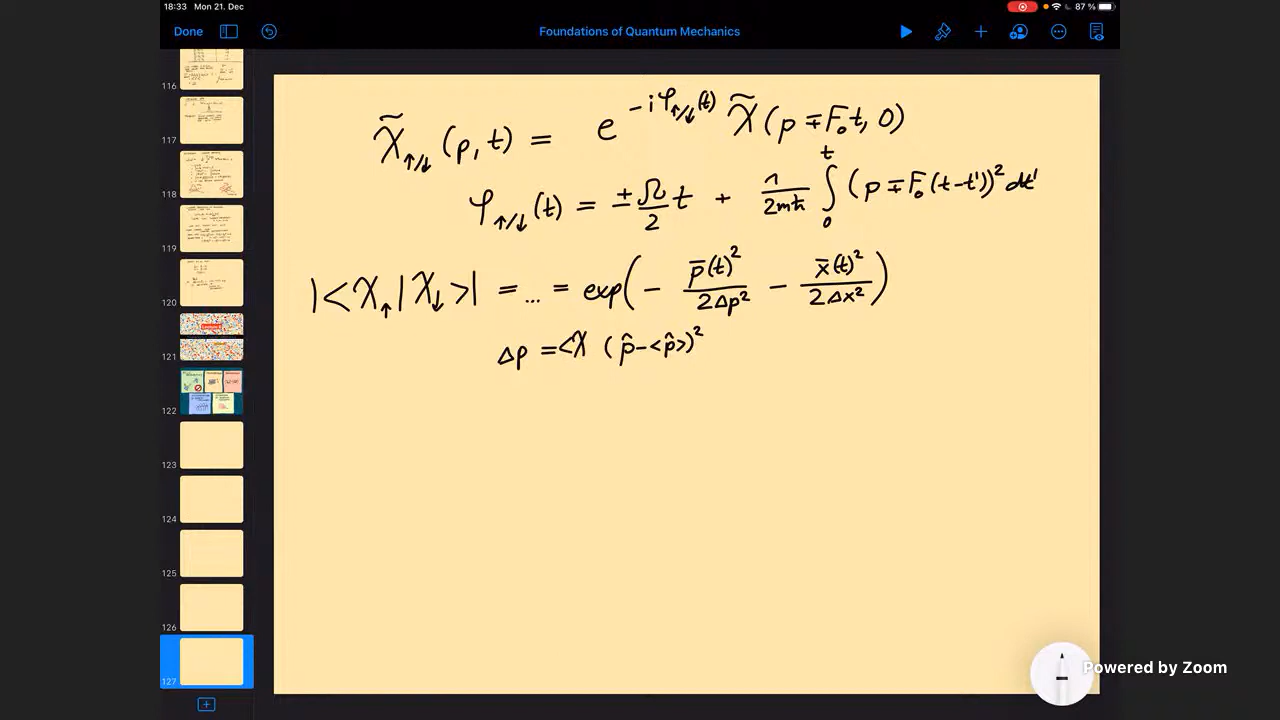 18:33 Mon 21. Dec
87 %
Done
Foundations of Quantum Mechanics
116
117
118
119
120
121
122
123
124
125
126
127
χ̃↑/↓ (p, t) = e^{-iφ↑/↓(t)} χ̃(p ∓ F₀t, 0)
φ↑/↓(t) = ±Ω/2 t + 1/2mħ ∫₀ᵗ (p ∓ F₀(t-t'))² dt'
|<χ↑|χ↓>| = ... = exp(- p̄(t)²/2Δp² - x̄(t)²/2Δx²)
Δp = <χ (p̂-<p̂>)²
Powered by Zoom